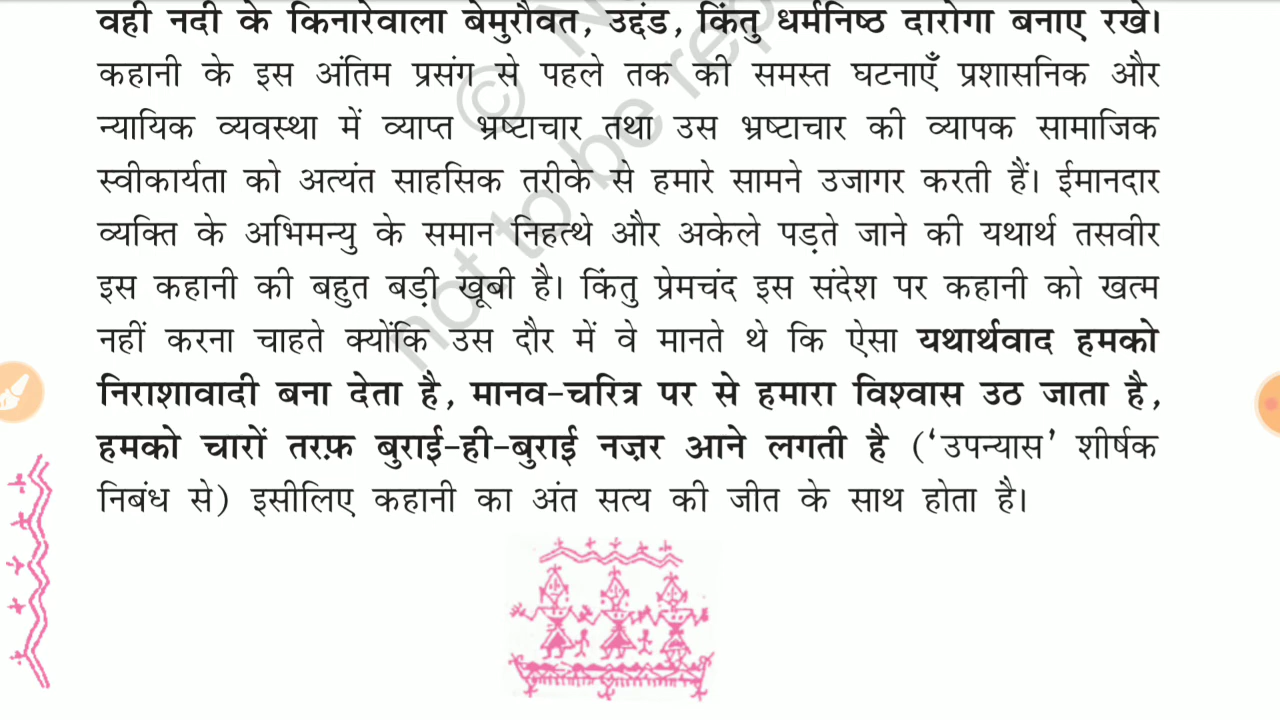 वही नदी के किनारेवाला बेमुरौवत, उद्दंड, किंतु धर्मनिष्ठ दारोगा बनाए रखे।
कहानी के इस अंतिम प्रसंग से पहले तक की समस्त घटनाएँ प्रशासनिक और
न्यायिक व्यवस्था में व्याप्त भ्रष्टाचार तथा उस भ्रष्टाचार की व्यापक सामाजिक
स्वीकार्यता को अत्यंत साहसिक तरीके से हमारे सामने उजागर करती हैं। ईमानदार
व्यक्ति के अभिमन्यु के समान निहत्थे और अकेले पड़ते जाने की यथार्थ तसवीर
इस कहानी की बहुत बड़ी खूबी है। किंतु प्रेमचंद इस संदेश पर कहानी को खत्म
नहीं करना चाहते क्योंकि उस दौर में वे मानते थे कि ऐसा यथार्थवाद हमको
निराशावादी बना देता है, मानव-चरित्र पर से हमारा विश्वास उठ जाता है,
हमको चारों तरफ़ बुराई-ही-बुराई नज़र आने लगती है (‘उपन्यास’ शीर्षक
निबंध से) इसीलिए कहानी का अंत सत्य की जीत के साथ होता है।
© N
not to be rep